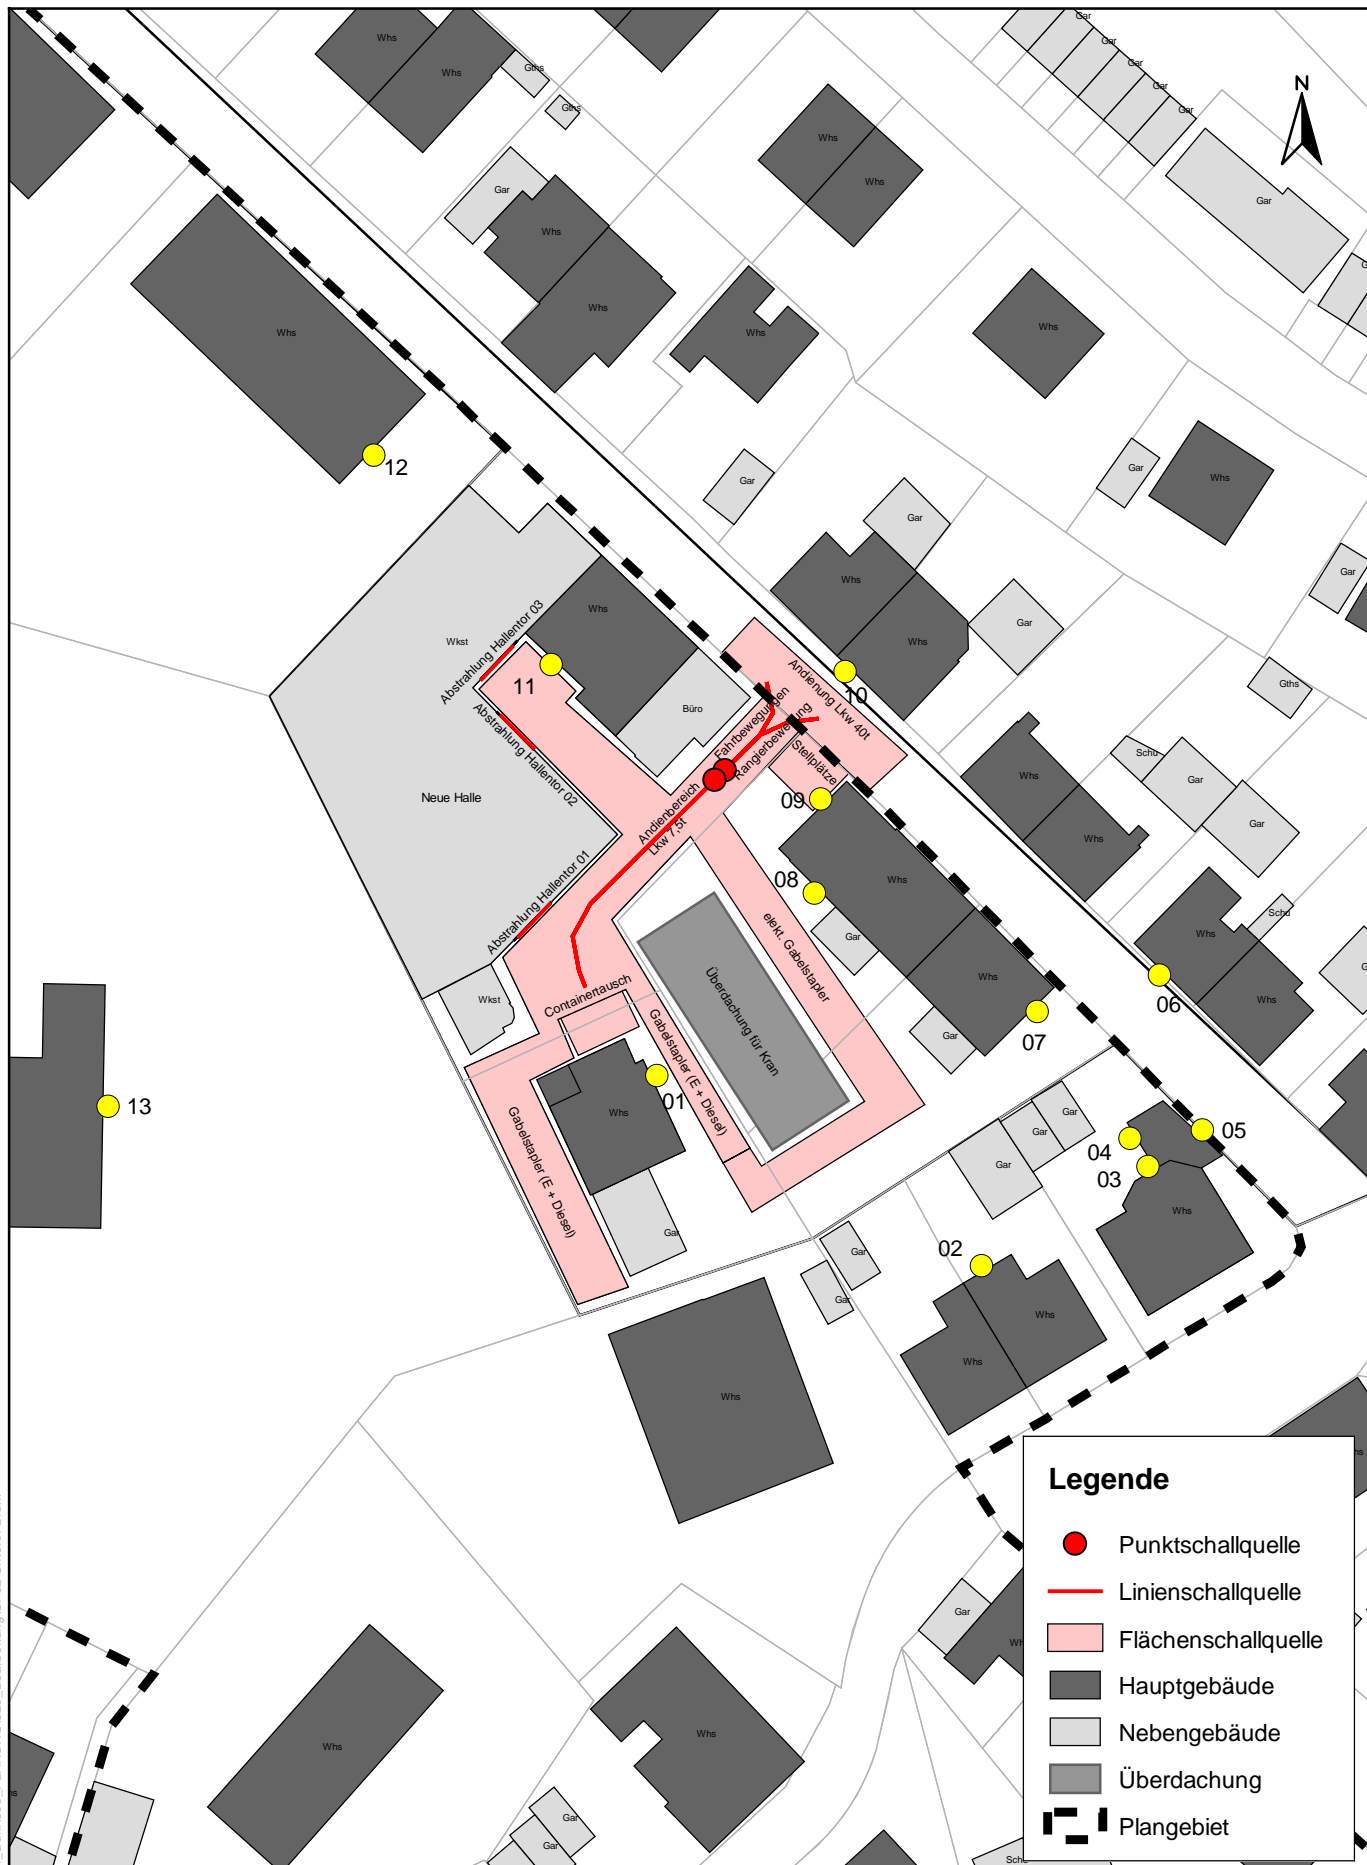 Gar
Gar
Gar
Gar
Gar
Whs
Whs
Gths
Gths
N
Whs
Whs
Gar
Gar
Whs
Whs
Whs
Whs
Whs
Gar
Whs
Gar
12
Gar
Gar
Whs
Whs
Whs
Gar
Gar
Wkst
Abstrahlung Hallentor 03
11
Whs
Büro
Andienung Lkw 40t
10
Gths
Abstrahlung Hallentor 02
Fahrbewegungen
Rangierbewegung
Stellplätze
Schu
Gar
Whs
Whs
Gar
Neue Halle
Andienbereich
Lkw 7,5t
09
08
Whs
Abstrahlung Hallentor 01
elekt. Gabelstapler
Gar
Schu
Whs
Whs
06
Wkst
Containertausch
Überdachung für Kran
Whs
Gar
07
13
Gabelstapler (E + Diesel)
Gabelstapler (E + Diesel)
Whs
01
Gar
Gar
Gar
04
05
03
Whs
Gar
Gar
Gar
02
Whs
Whs
Whs
Legende
Punktschallquelle
Linienschallquelle
Flächenschallquelle
Hauptgebäude
Nebengebäude
Überdachung
Plangebiet
Gar
Whs
Whs
Gar
Gar